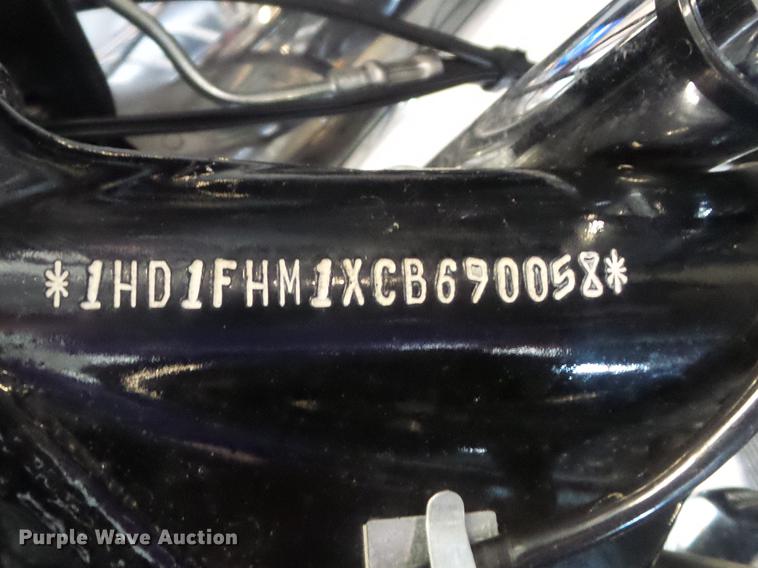 *1HD1FHM1XCB690058*
Purple Wave Auction